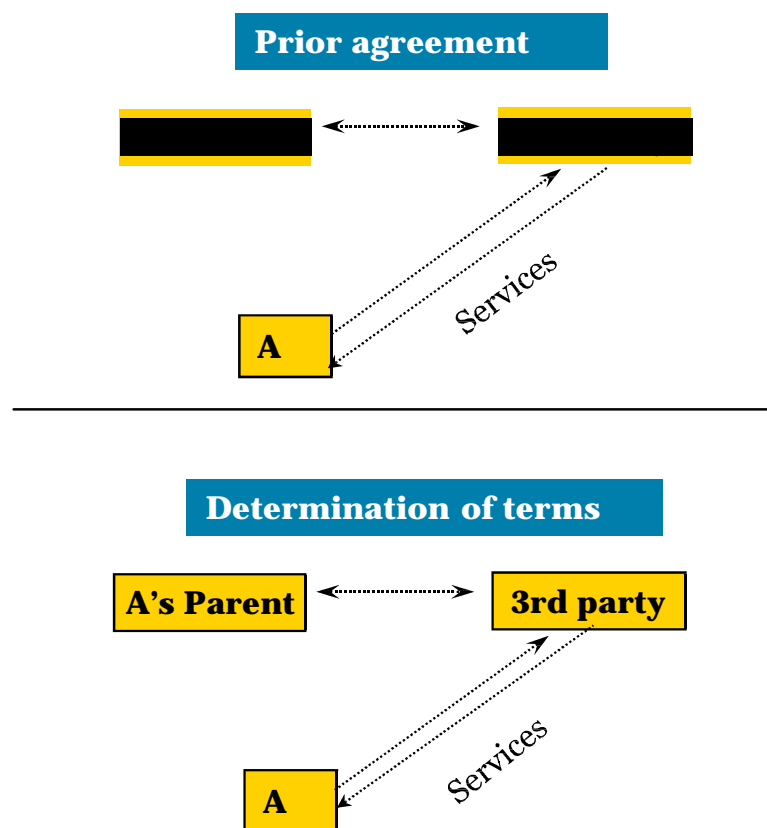 Prior agreement
Services
A
Determination of terms
A's Parent
3rd party
Services
A